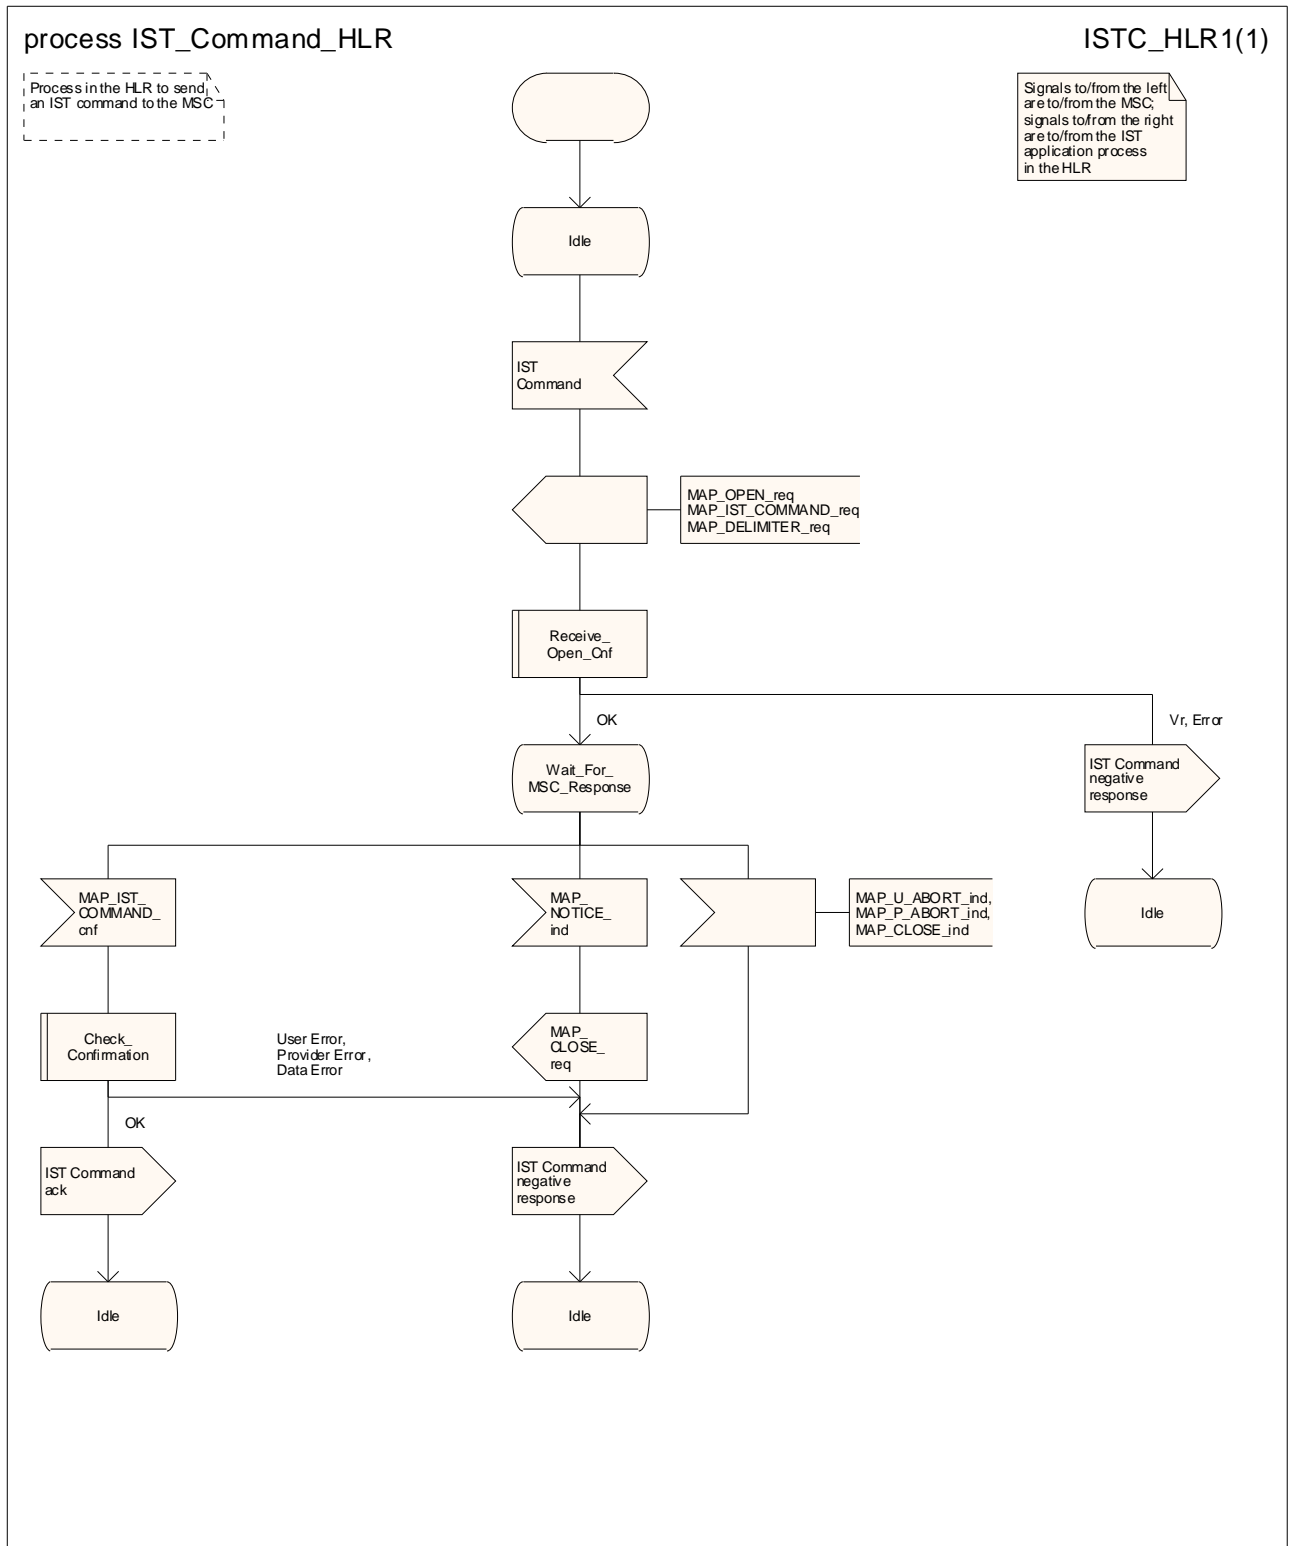 process IST_Command_HLR
ISTC_HLR1(1)
Process in the HLR to send
an IST command to the MSC
Signals to/from the left
are to/from the MSC;
signals to/from the right
are to/from the IST
application process
in the HLR
Idle
IST
Command
MAP_OPEN_req
MAP_IST_COMMAND_req
MAP_DELIMITER_req
Receive_
Open_Cnf
OK
Vr, Error
Wait_For_
MSC_Response
IST Command
negative
response
MAP_IST_
COMMAND_
cnf
MAP_
NOTICE_
ind
MAP_U_ABORT_ind,
MAP_P_ABORT_ind,
MAP_CLOSE_ind
Idle
Check_
Confirmation
User Error,
Provider Error,
Data Error
MAP_
CLOSE_
req
OK
IST Command
ack
IST Command
negative
response
Idle
Idle